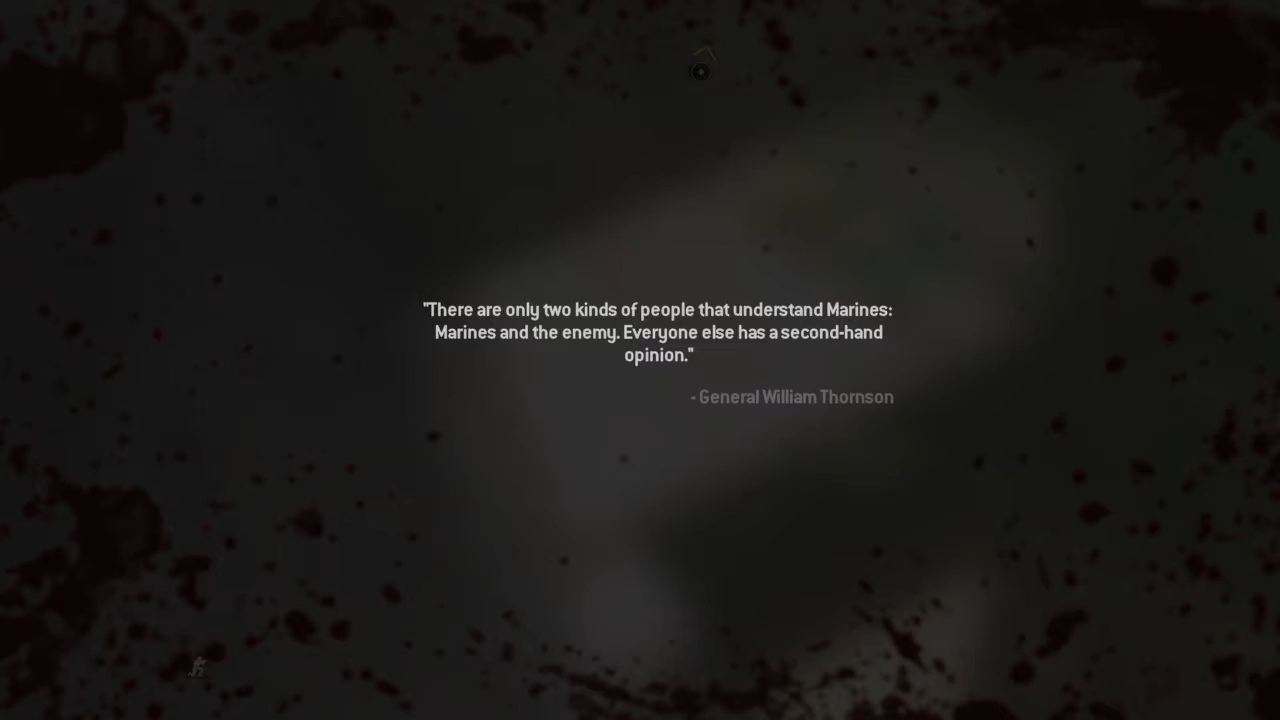 "There are only two kinds of people that understand Marines:
Marines and the enemy. Everyone else has a second-hand
opinion."
- General William Thornson